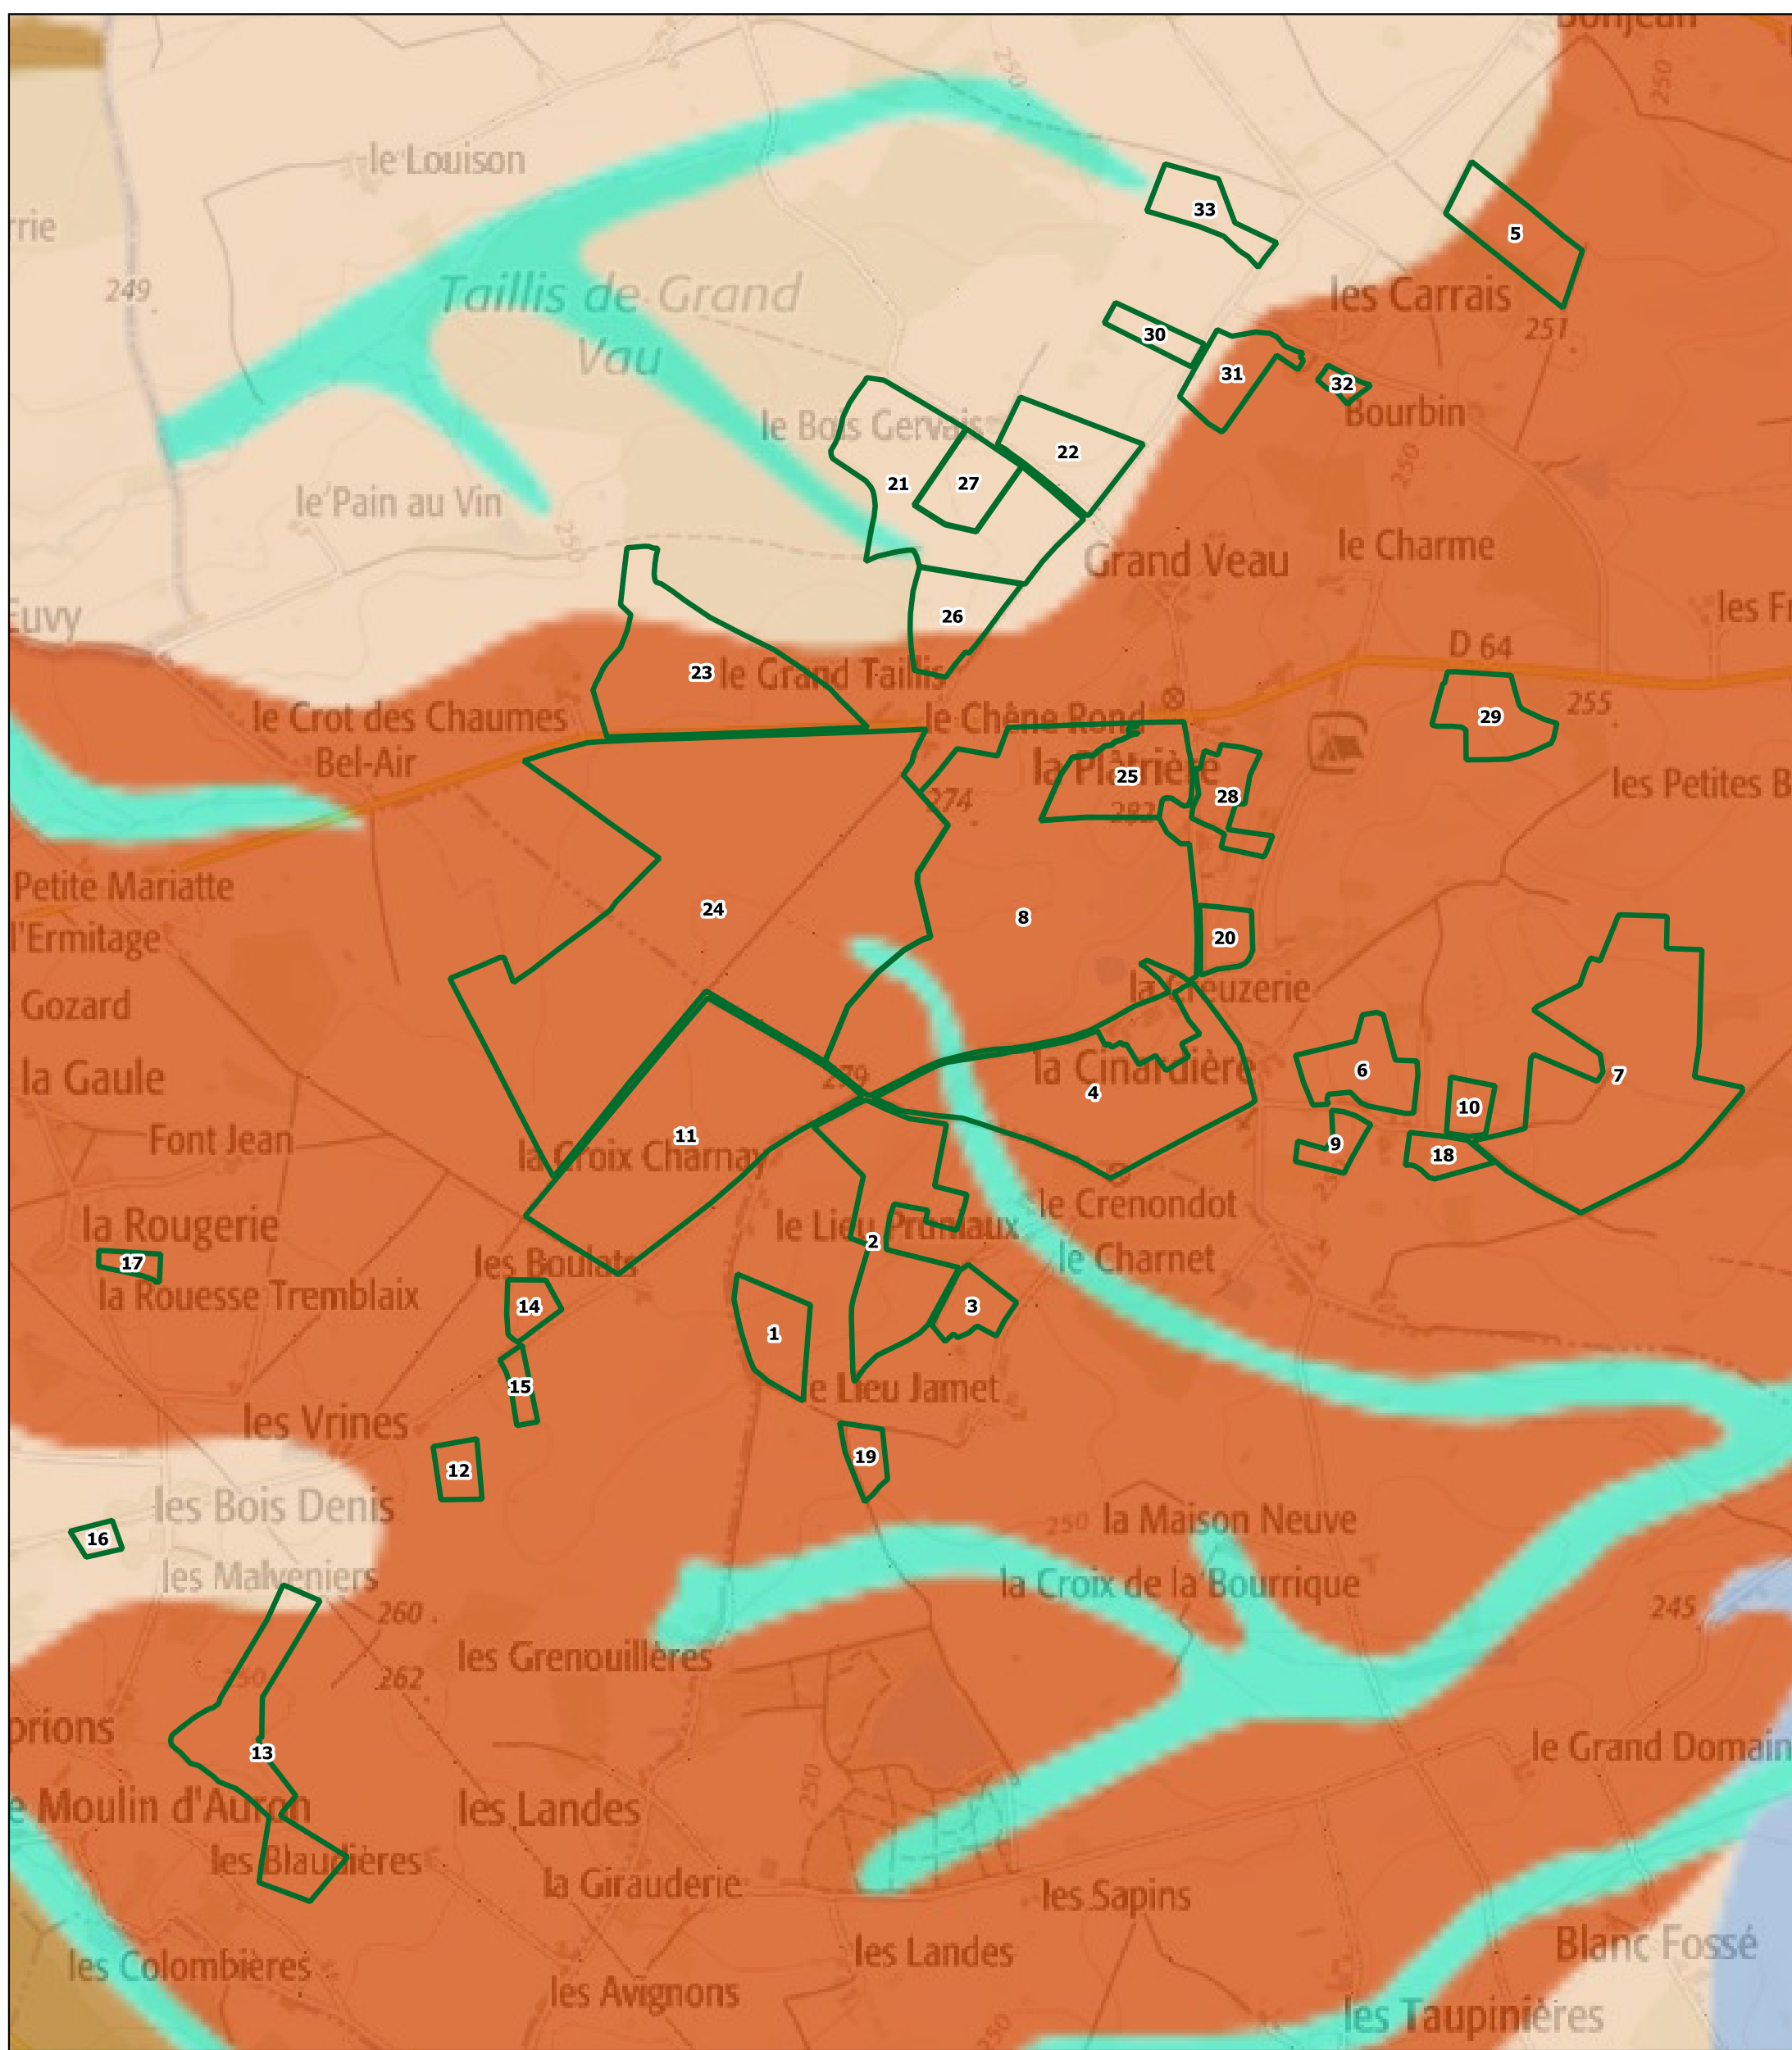 Bonjean
250
250
le Louison
rrie
33
5
249
Taillis de Grand
Vau
les Carrais
251
30
31
32
Bourbin
le Bois Gervais
22
21
27
250
le Pain au Vin
250
Grand Veau
le Charme
Euvy
26
les Fr
D 64
23
le Grand Taillis
255
29
le Crot des Chaumes
le Chêne Rond
Bel-Air
la Plâtrière
25
28
les Petites B
274
282
Petite Mariatte
24
8
l'Ermitage
20
la Creuzerie
Gozard
la Gaule
279
la Cinardière
4
6
7
10
11
Font Jean
la Croix Charnay
9
18
250
le Crenondot
la Rougerie
le Lieu Pruniaux
2
les Boulats
le Charnet
17
la Rouesse Tremblaix
14
3
1
15
le Lieu Jamet
les Vrines
19
12
les Bois Denis
16
250
la Maison Neuve
les Malveniers
la Croix de la Bourrique
260
245
les Grenouillères
250
262
orions
13
le Grand Domain
250
e Moulin d'Auron
les Landes
les Blaudières
la Girauderie
les Sapins
Blanc Fossé
les Landes
les Colombières
les Avignons
les Taupinières
250